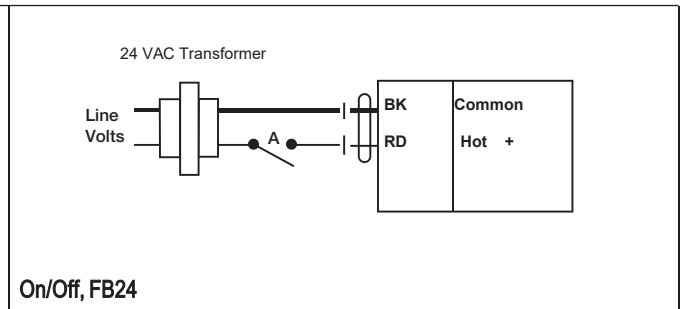 24 VAC Transformer
Line
Volts
A
BK Common
RD Hot +
On/Off, FB24